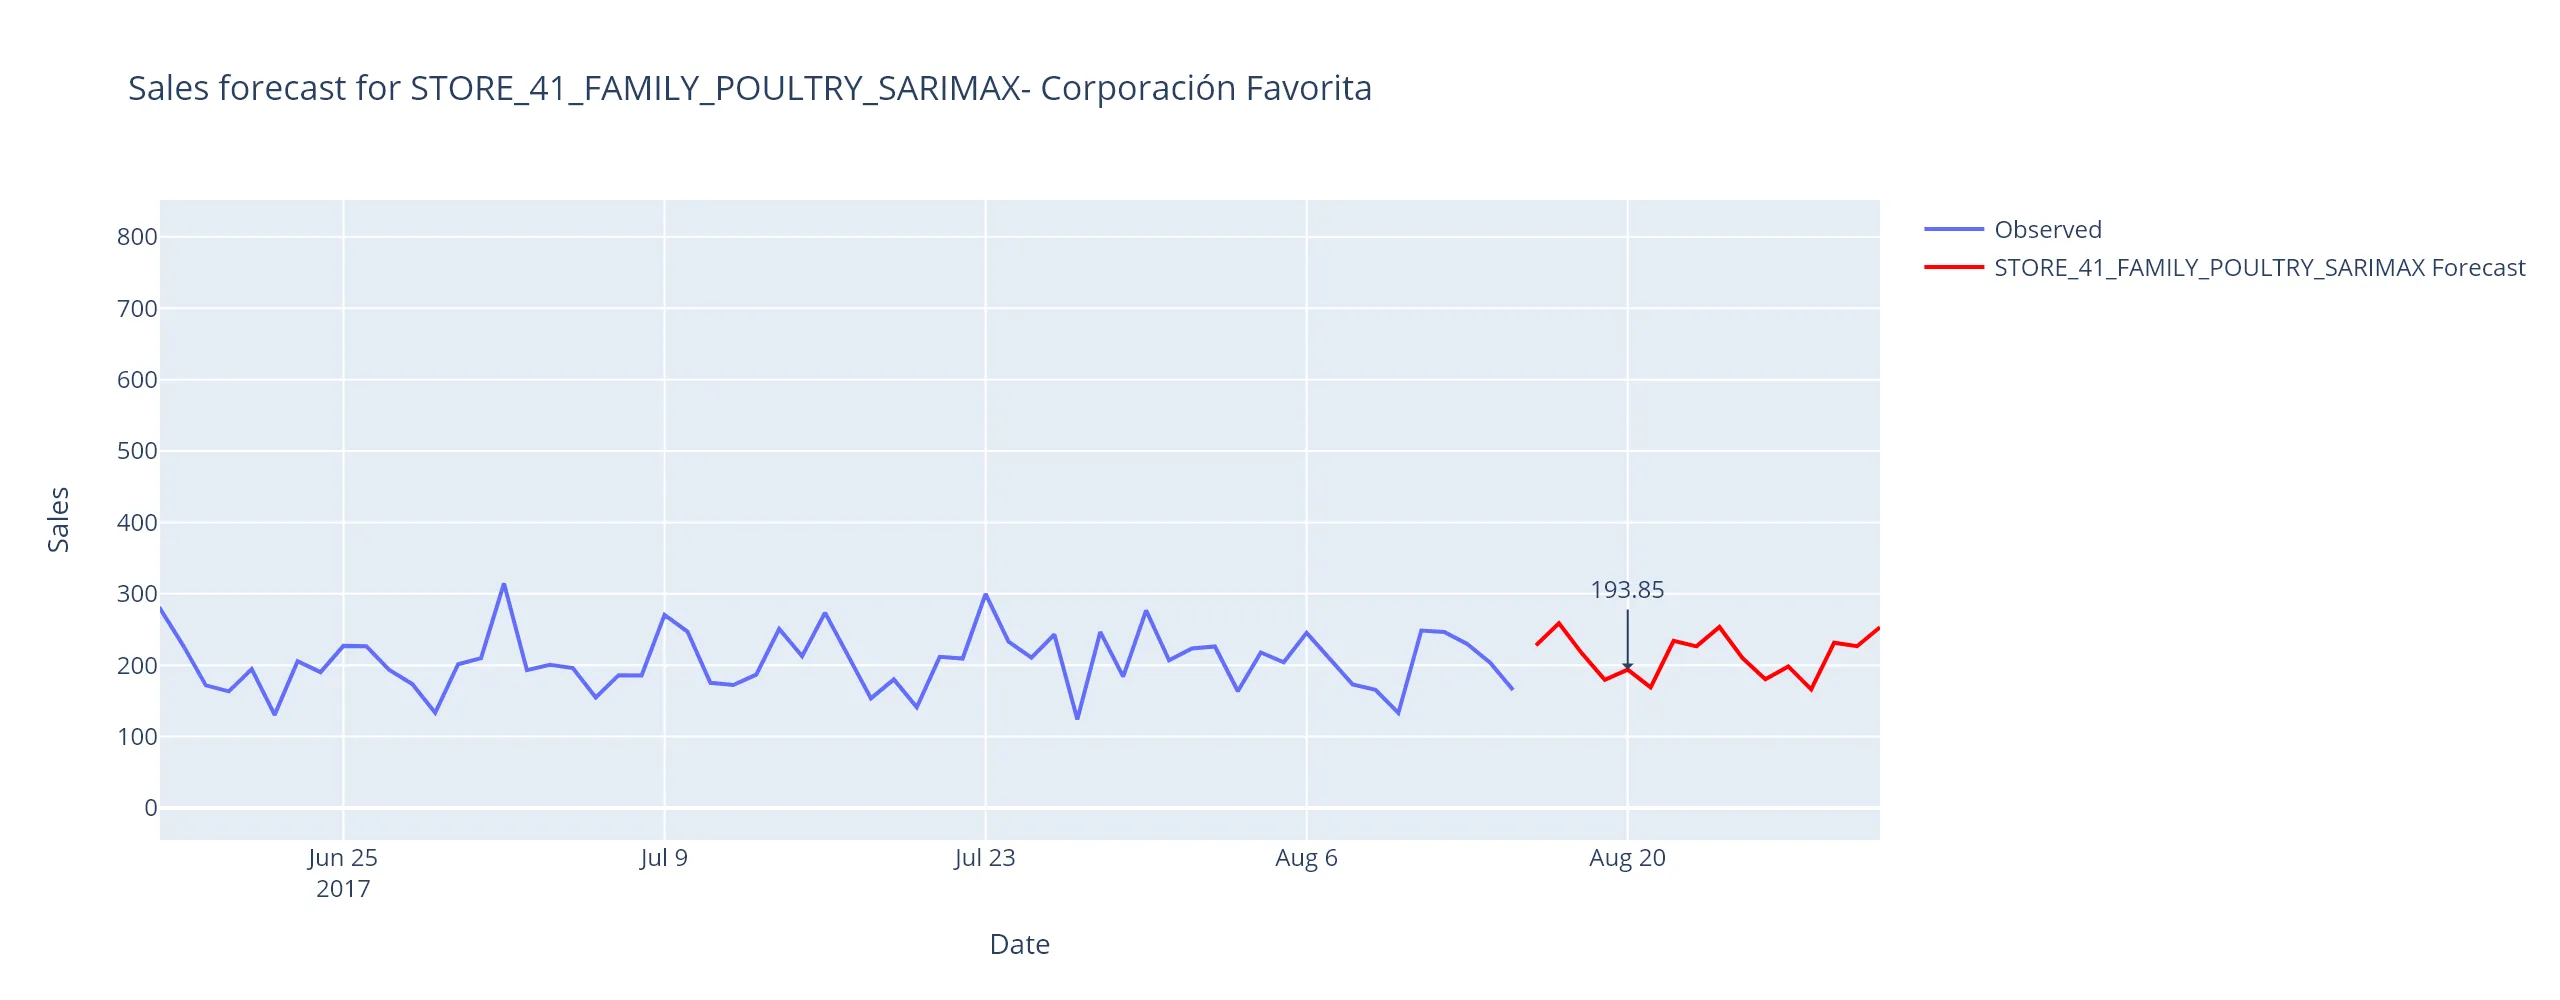 Sales forecast for STORE_41_FAMILY_POULTRY_SARIMAX- Corporación Favorita
Observed
STORE_41_FAMILY_POULTRY_SARIMAX Forecast
800
700
600
500
400
300
200
100
0
Sales
193.85
Jun 25
2017
Jul 9
Jul 23
Aug 6
Aug 20
Date